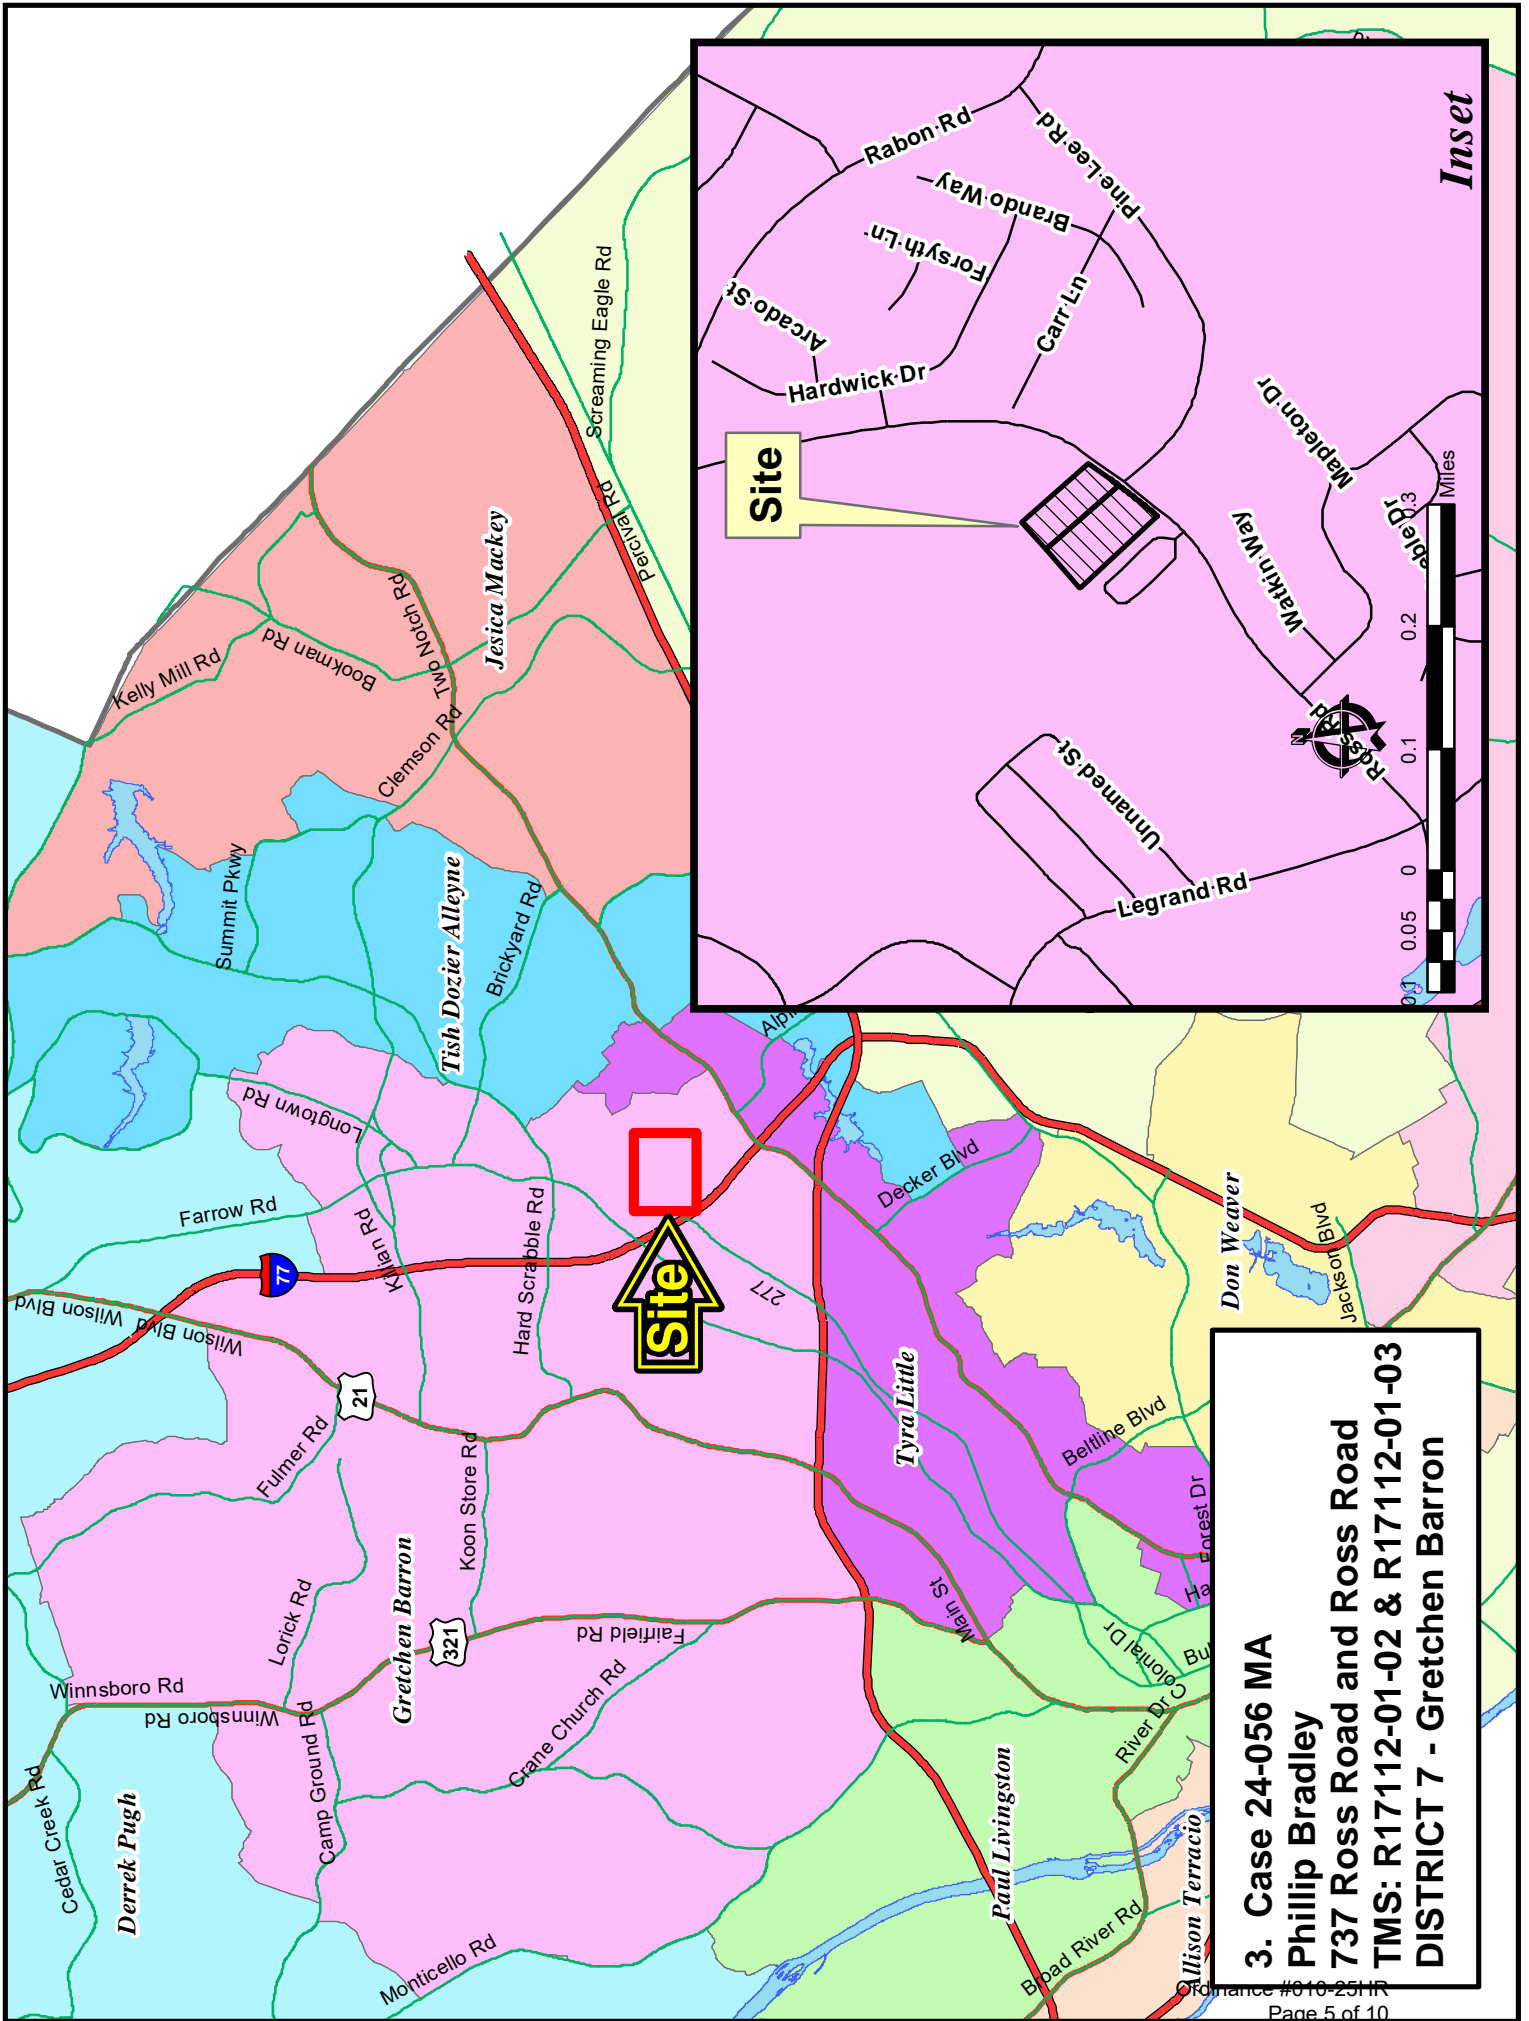 Derrek Pugh
Cedar Creek Rd
Winnsboro Rd
Winnsboro Rd
Camp Ground Rd
Monticello Rd
Crane Church Rd
Lorick Rd
Fulmer Rd
Gretchen Barron
321
Fairfield Rd
Koon Store Rd
21
Wilson Blvd
Wilson Blvd
Wilson Blvd
77
Farrow Rd
Killian Rd
Longtown Rd
Hard Scrabble Rd
Site
277
Summit Pkwy
Tish Dozier Alleyne
Brickyard Rd
Clemson Rd
Kelly Mill Rd
Bookman Rd
Two Notch Rd
Jesica Mackey
Percival Rd
Screaming Eagle Rd
Decker Blvd
Tyra Little
Main St
Beltline Blvd
Forest Dr
Colonial Dr
River Dr
Paul Livingston
Broad River Rd
Allison Terracio
Don Weaver
Jackson Blvd
Inset
Site
Rabon Rd
Pine Lee Rd
Brando Way
Forsyth Ln
Arcado St
Hardwick Dr
Carr Ln
Mapleton Dr
Watkin Way
Ross Rd
Unnamed St
Legrand Rd
N
0.1 0.05 0 0.1 0.2 0.3
Miles
3. Case 24-056 MA
Phillip Bradley
737 Ross Road and Ross Road
TMS: R17112-01-02 & R17112-01-03
DISTRICT 7 - Gretchen Barron
Ordinance #010-25HR
Page 5 of 10